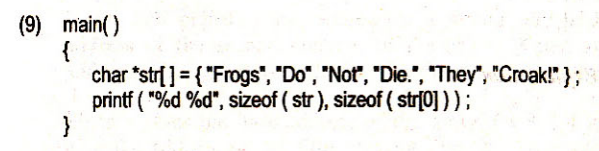 (9) main( )
{
char *str[ ] = { "Frogs", "Do", "Not", "Die.", "They", "Croak!" } ;
printf ( "%d %d", sizeof ( str ), sizeof ( str[0] ) ) ;
}